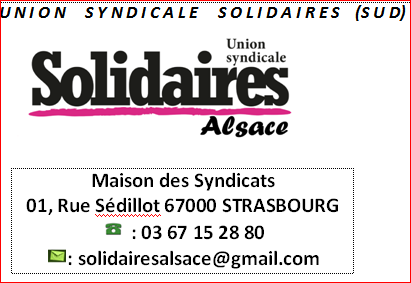 UNION SYNDICALE SOLIDAIRES (SUD)
Union
syndicale
Solidaires
Alsace
Maison des Syndicats
01, Rue Sédillot 67000 STRASBOURG
☎ : 03 67 15 28 80
✉: solidairesalsace@gmail.com